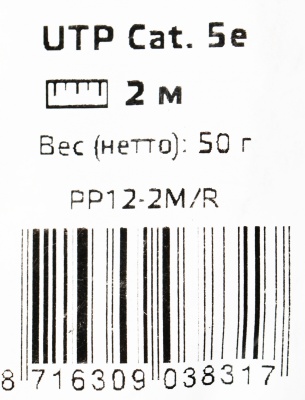 UTP Cat. 5e
2 м
Вес (нетто): 50 г
PP12-2M/R
8 716309 038317